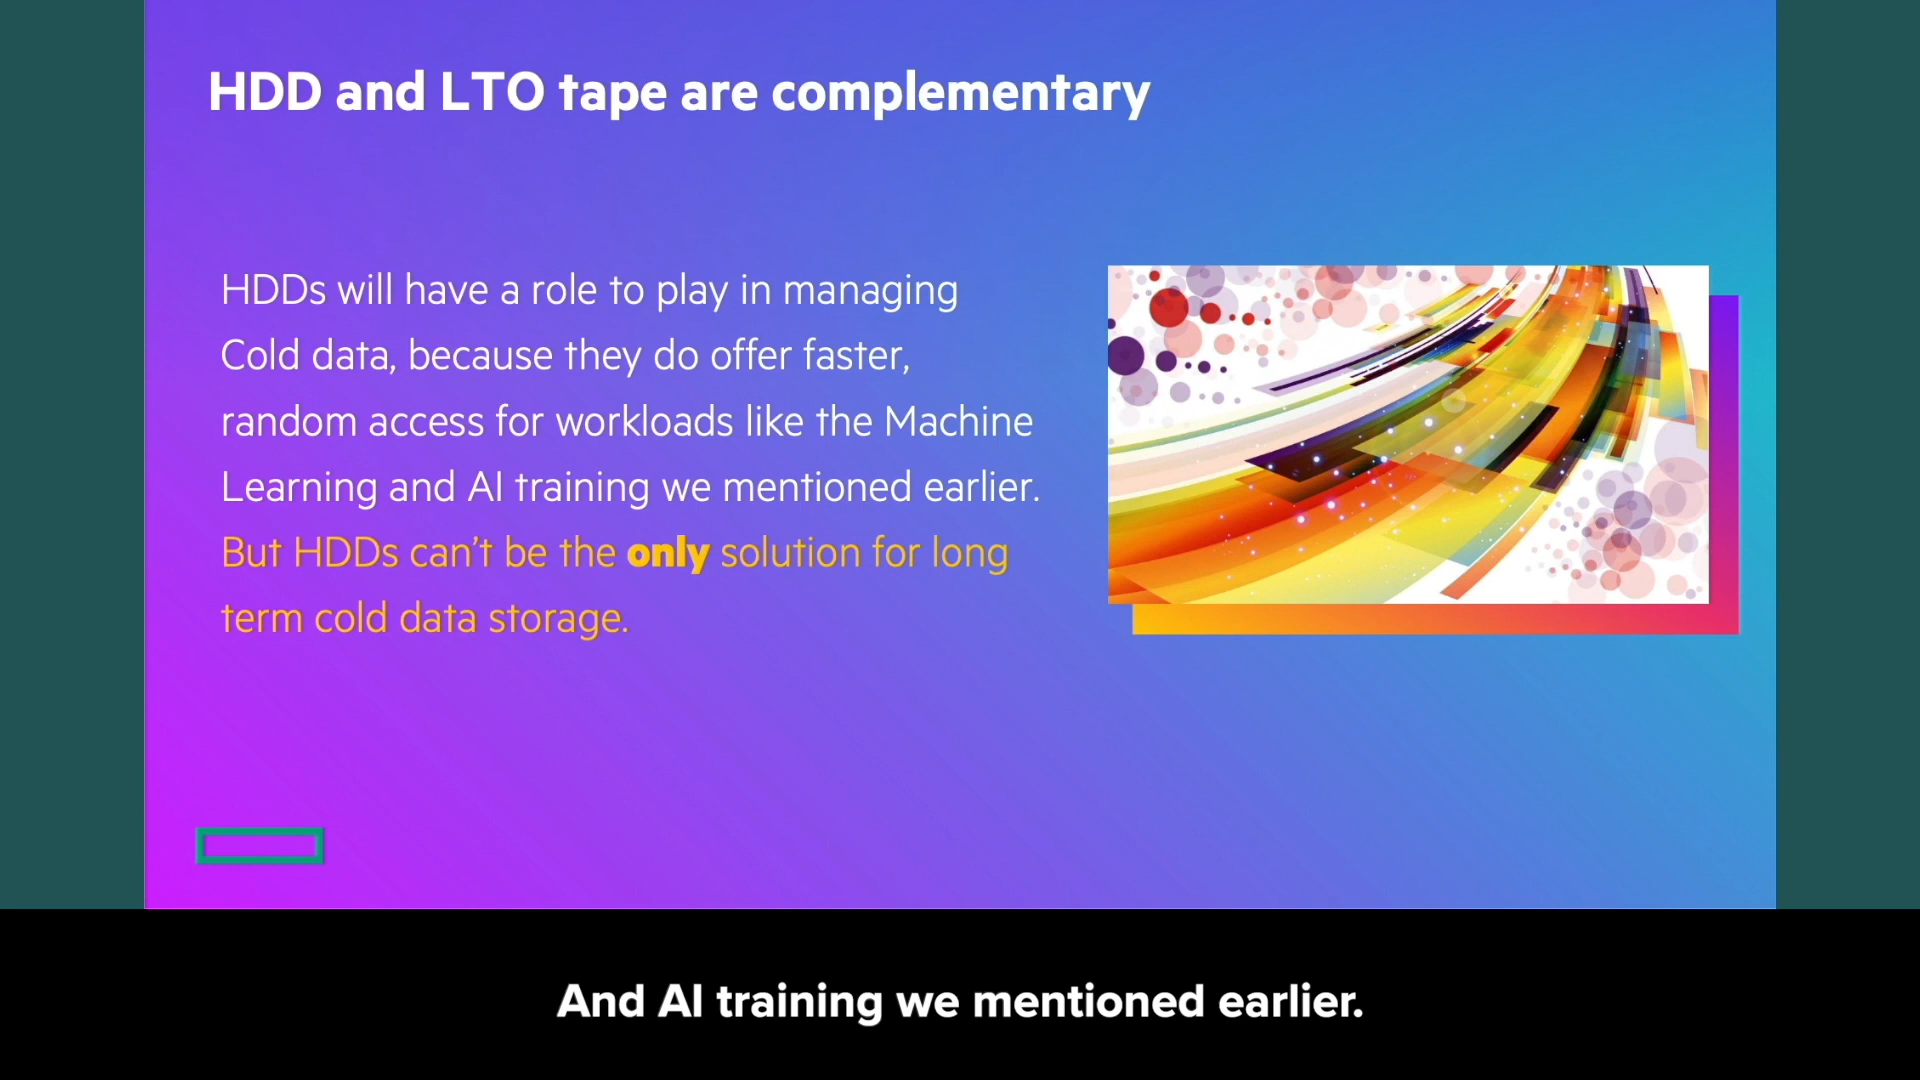 HDD and LTO tape are complementary
HDDs will have a role to play in managing
Cold data, because they do offer faster,
random access for workloads like the Machine
Learning and AI training we mentioned earlier.
But HDDs can't be the only solution for long
term cold data storage.
And AI training we mentioned earlier.